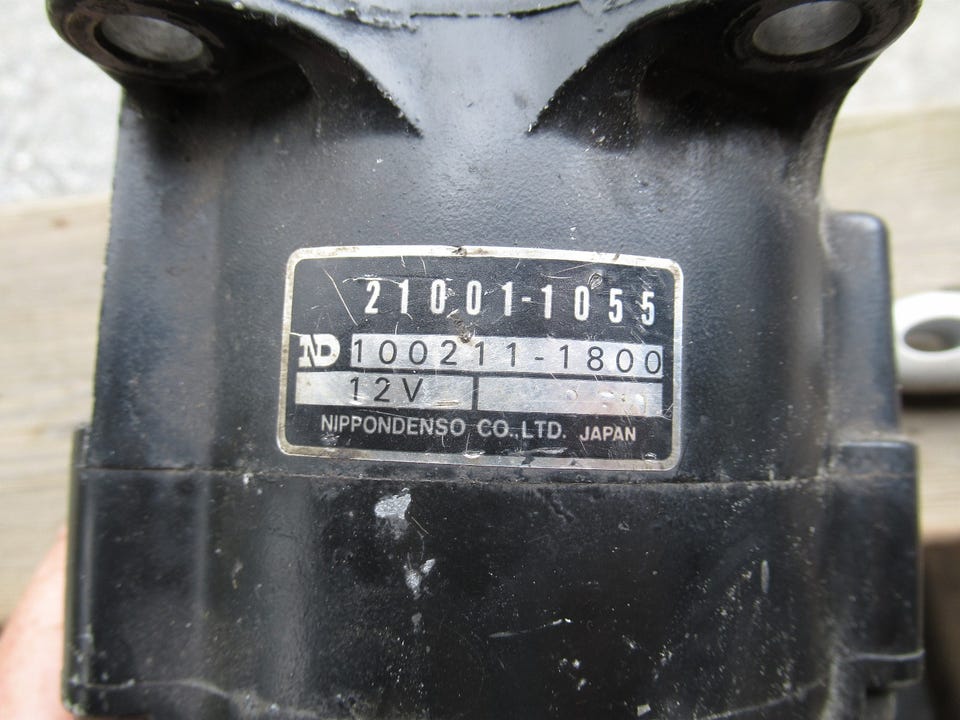 21001-1055
ND 100211-1800
12V
NIPPONDENSO CO.,LTD. JAPAN